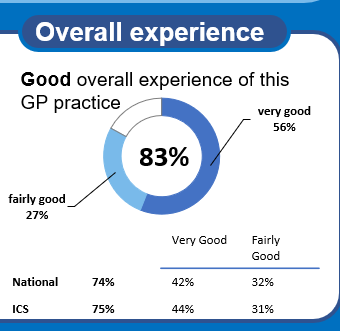 Overall experience
Good overall experience of this
GP practice
very good
56%
83%
fairly good
27%
Very Good Fairly
Good
National 74% 42% 32%
ICS 75% 44% 31%